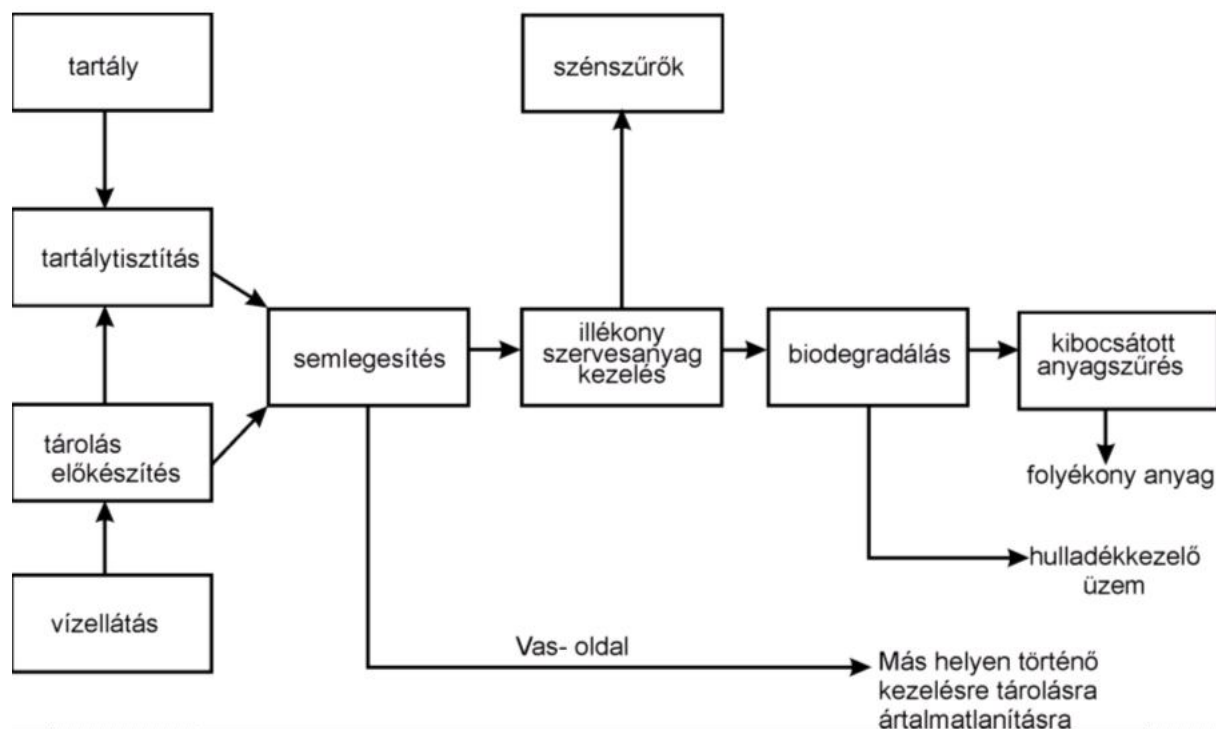 tartály
szénszűrők
tartálytisztítás
semlegesítés
illékony
szervesanyag
kezelés
biodegradálás
kibocsátott
anyagszűrés
tárolás
előkészítés
folyékony anyag
hulladékkezelő
üzem
vízellátás
Vas- oldal
Más helyen történő
kezelésre tárolásra
ártalmatlanításra